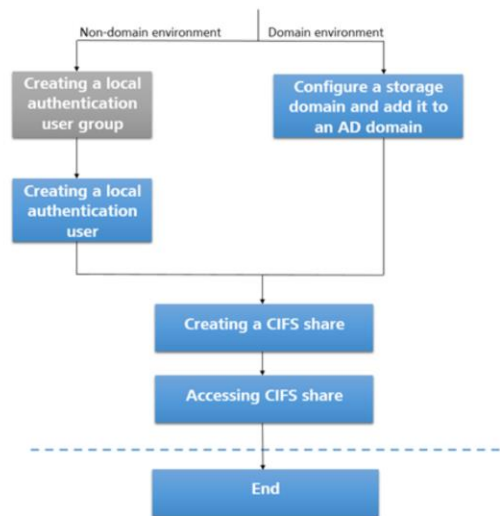 Non-domain environment
Domain environment
Creating a local
authentication
user group
Configure a storage
domain and add it to
an AD domain
Creating a local
authentication
user
Creating a CIFS share
Accessing CIFS share
End